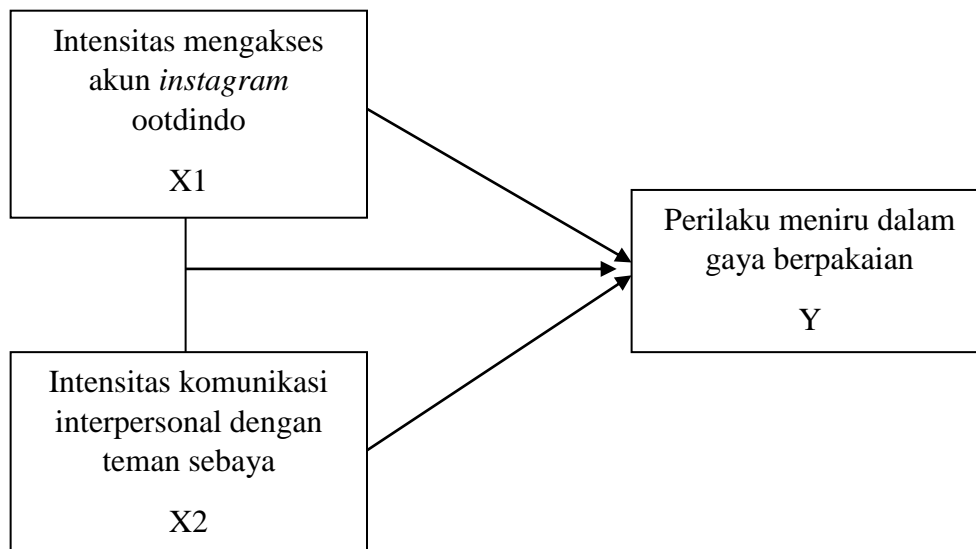 Intensitas mengakses
akun instagram
ootdindo
X1
Perilaku meniru dalam
gaya berpakaian
Y
Intensitas komunikasi
interpersonal dengan
teman sebaya
X2